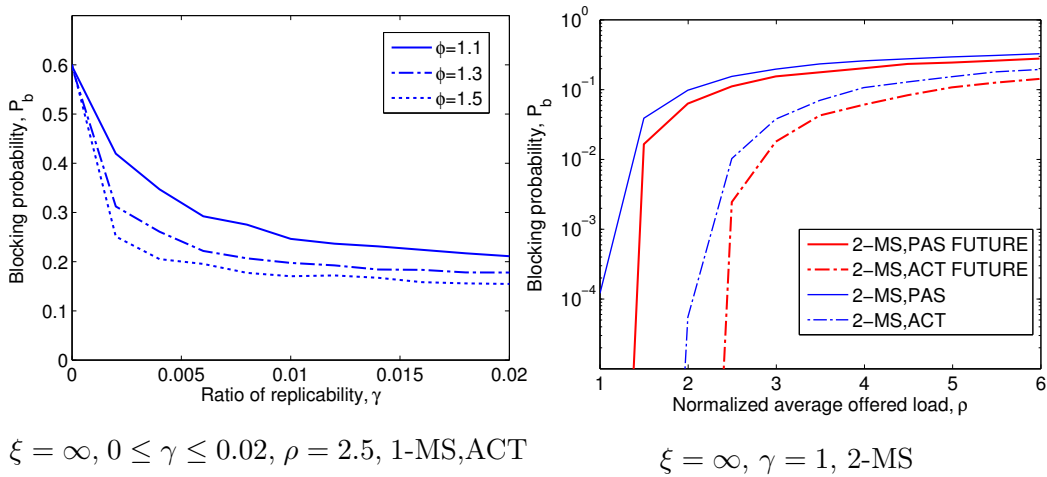 Blocking probability, P_b
0.6
0.5
0.4
0.3
0.2
0.1
0
ϕ=1.1
ϕ=1.3
ϕ=1.5
0 0.005 0.01 0.015 0.02
Ratio of replicability, γ
ξ = ∞, 0 ≤ γ ≤ 0.02, ρ = 2.5, 1-MS,ACT
Blocking probability, P_b
10^0
10^-1
10^-2
10^-3
10^-4
2-MS,PAS FUTURE
2-MS,ACT FUTURE
2-MS,PAS
2-MS,ACT
1 2 3 4 5 6
Normalized average offered load, ρ
ξ = ∞, γ = 1, 2-MS